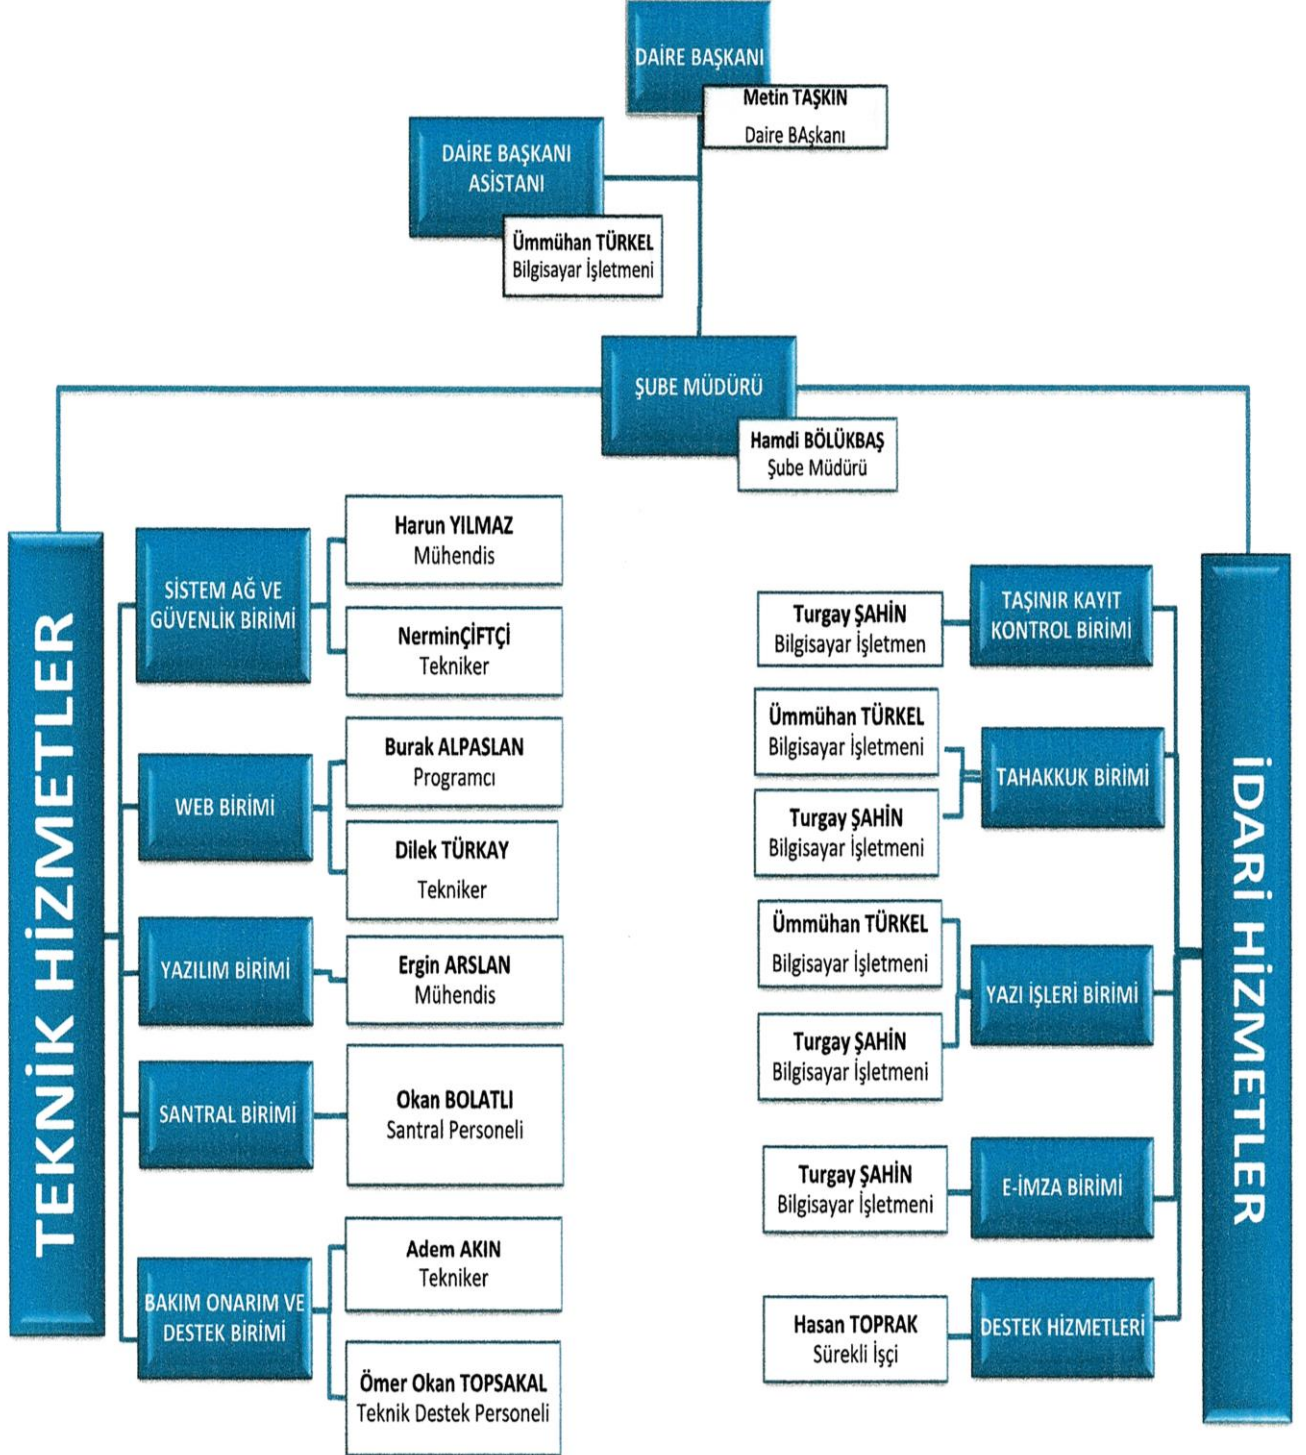 DAİRE BAŞKANI
Metin TAŞKIN
Daire BAşkanı
DAİRE BAŞKANI
ASİSTANI
Ümmühan TÜRKEL
Bilgisayar İşletmeni
ŞUBE MÜDÜRÜ
Hamdi BÖLÜKBAŞ
Şube Müdürü
TEKNİK HİZMETLER
SİSTEM AĞ VE
GÜVENLİK BİRİMİ
Harun YILMAZ
Mühendis
NerminÇİFTÇİ
Tekniker
WEB BİRİMİ
Burak ALPASLAN
Programcı
Dilek TÜRKAY
Tekniker
YAZILIM BİRİMİ
Ergin ARSLAN
Mühendis
SANTRAL BİRİMİ
Okan BOLATLI
Santral Personeli
BAKIM ONARIM VE
DESTEK BİRİMİ
Adem AKIN
Tekniker
Ömer Okan TOPSAKAL
Teknik Destek Personeli
İDARİ HİZMETLER
TAŞINIR KAYIT
KONTROL BİRİMİ
Turgay ŞAHİN
Bilgisayar İşletmen
TAHAKKUK BİRİMİ
Ümmühan TÜRKEL
Bilgisayar İşletmeni
Turgay ŞAHİN
Bilgisayar İşletmeni
YAZI İŞLERİ BİRİMİ
Ümmühan TÜRKEL
Bilgisayar İşletmeni
Turgay ŞAHİN
Bilgisayar İşletmeni
E-İMZA BİRİMİ
Turgay ŞAHİN
Bilgisayar İşletmeni
DESTEK HİZMETLERİ
Hasan TOPRAK
Sürekli İşçi